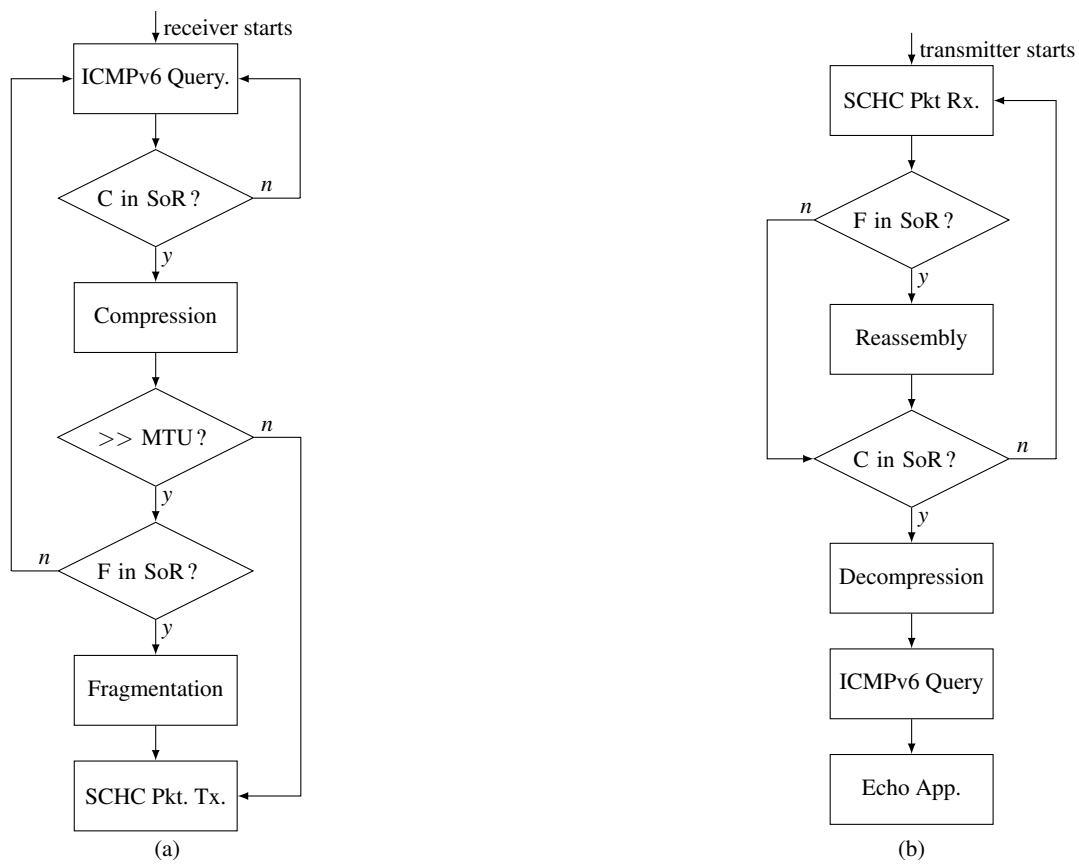 receiver starts
ICMPv6 Query.
C in SoR?
n
y
Compression
>> MTU?
n
y
F in SoR?
n
y
Fragmentation
SCHC Pkt. Tx.
(a)
transmitter starts
SCHC Pkt Rx.
F in SoR?
n
y
Reassembly
C in SoR?
n
y
Decompression
ICMPv6 Query
Echo App.
(b)